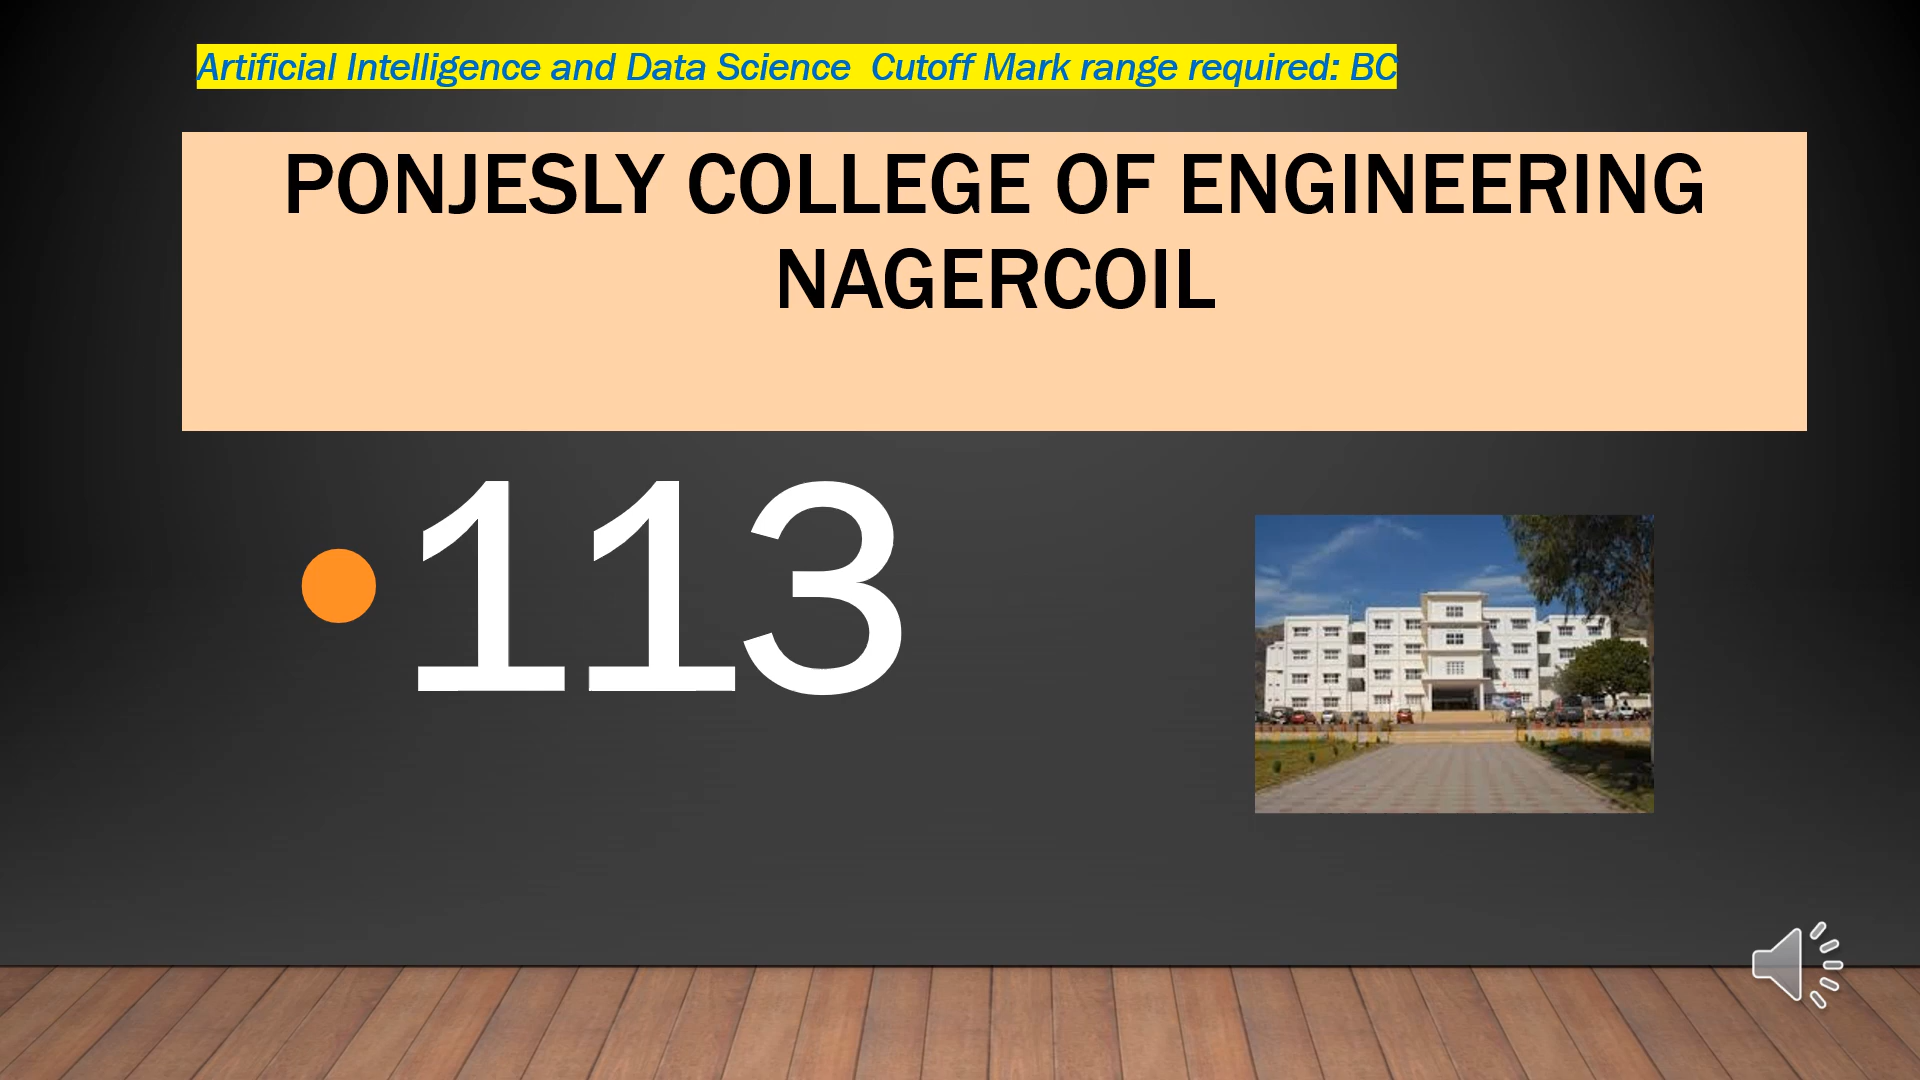 Artificial Intelligence and Data Science  Cutoff Mark range required: BC
PONJESLY COLLEGE OF ENGINEERING
NAGERCOIL
113